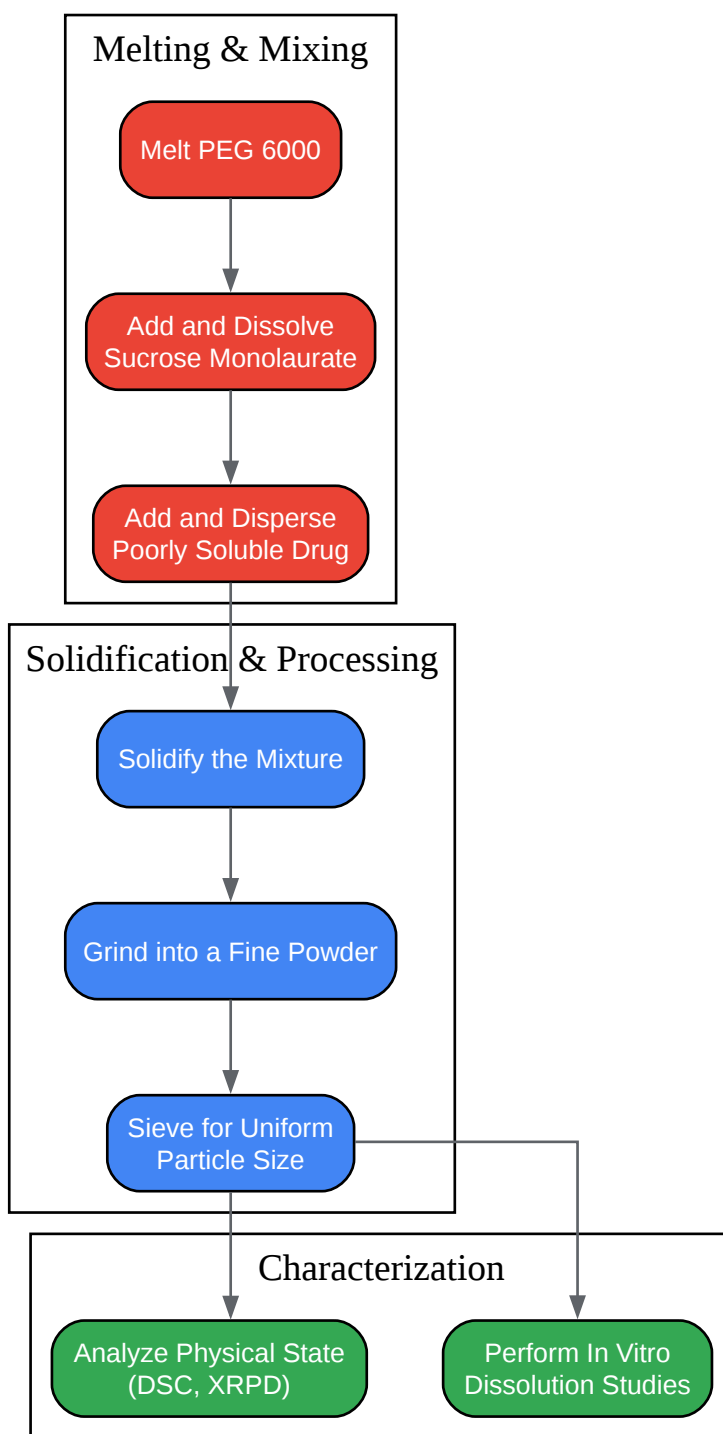 Melting & Mixing
Melt PEG 6000
Add and Dissolve
Sucrose Monolaurate
Add and Disperse
Poorly Soluble Drug
Solidification & Processing
Solidify the Mixture
Grind into a Fine Powder
Sieve for Uniform
Particle Size
Characterization
Analyze Physical State
(DSC, XRPD)
Perform In Vitro
Dissolution Studies